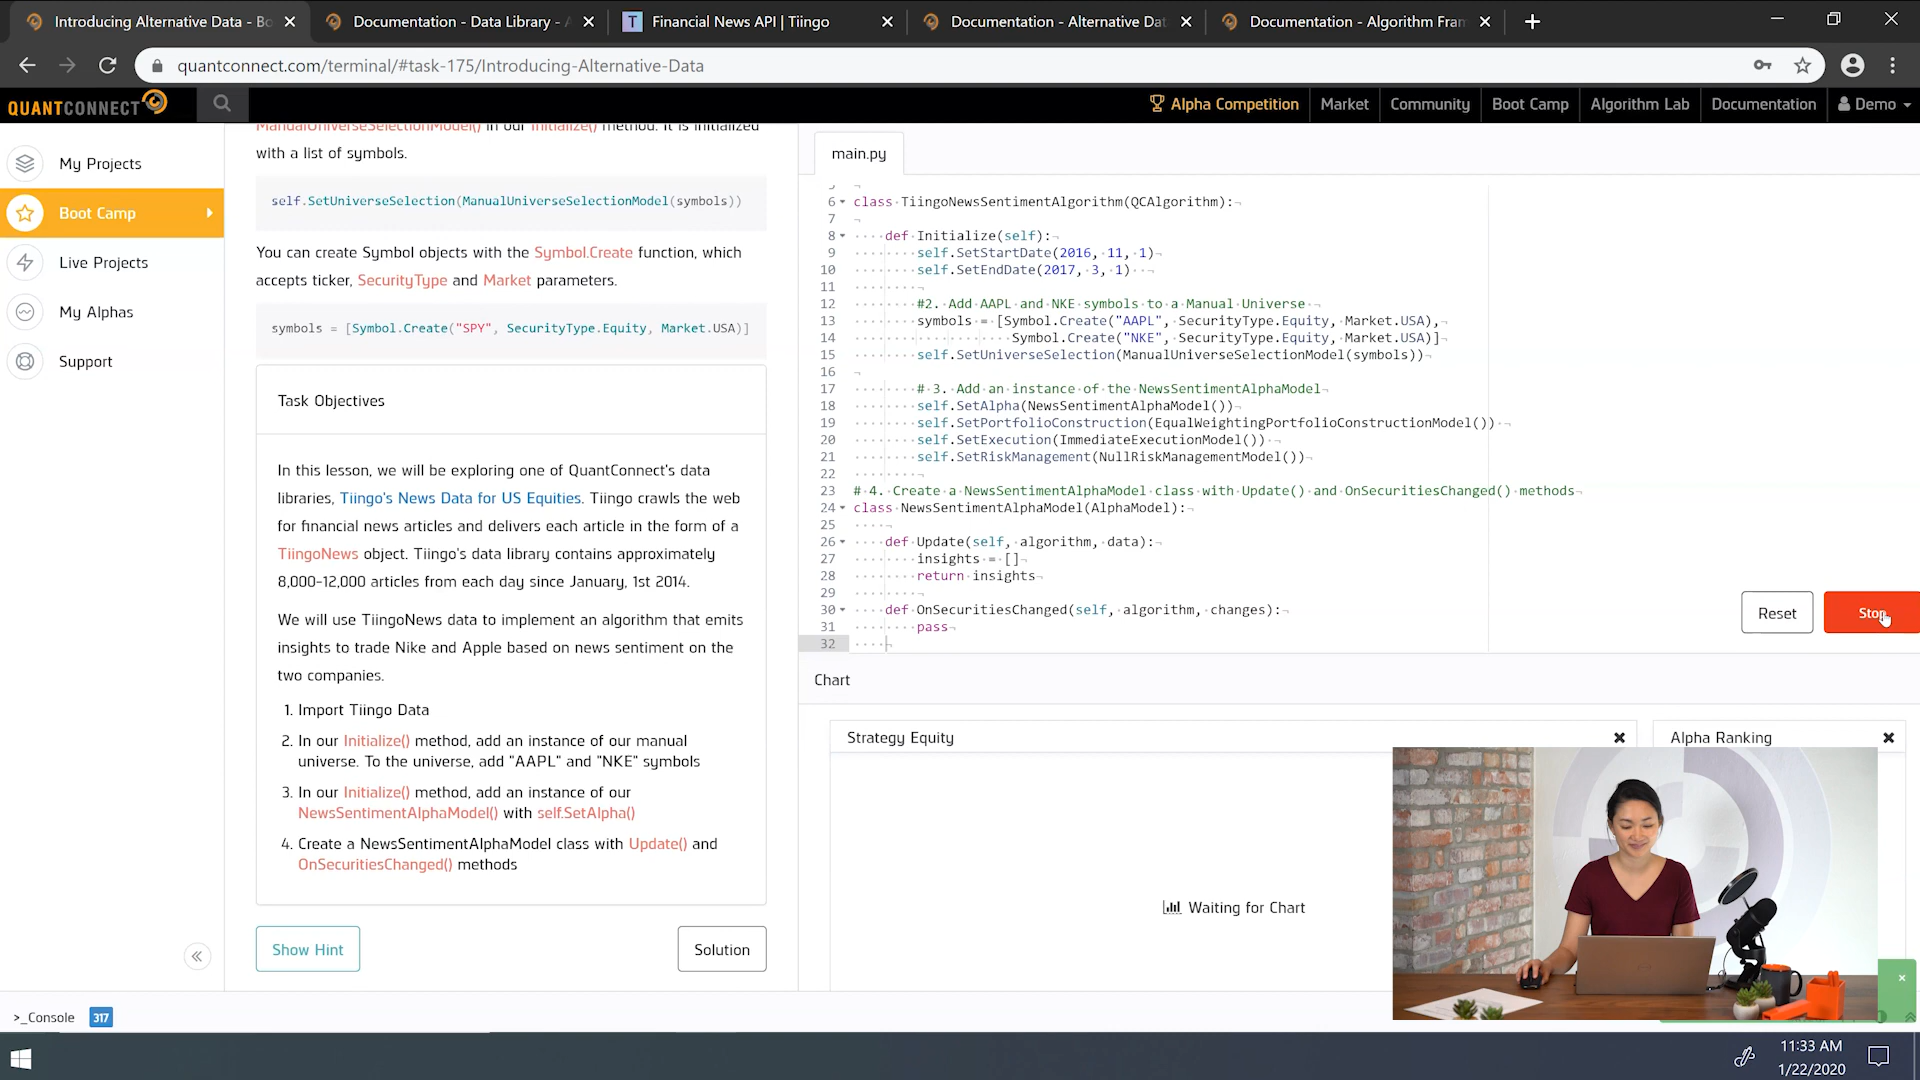 Introducing Alternative Data - Bo
Documentation - Data Library - A
Financial News API | Tiingo
Documentation - Alternative Dat
Documentation - Algorithm Fram
quantconnect.com/terminal/#task-175/Introducing-Alternative-Data
QUANTCONNECT
Alpha Competition
Market
Community
Boot Camp
Algorithm Lab
Documentation
Demo
My Projects
Boot Camp
Live Projects
My Alphas
Support
ManualUniverseSelectionModel() in our Initialize() method. It is initialized
with a list of symbols.
self.SetUniverseSelection(ManualUniverseSelectionModel(symbols))
You can create Symbol objects with the Symbol.Create function, which
accepts ticker, SecurityType and Market parameters.
symbols = [Symbol.Create("SPY", SecurityType.Equity, Market.USA)]
Task Objectives
In this lesson, we will be exploring one of QuantConnect's data
libraries, Tiingo's News Data for US Equities. Tiingo crawls the web
for financial news articles and delivers each article in the form of a
TiingoNews object. Tiingo's data library contains approximately
8,000-12,000 articles from each day since January, 1st 2014.
We will use TiingoNews data to implement an algorithm that emits
insights to trade Nike and Apple based on news sentiment on the
two companies.
1. Import Tiingo Data
2. In our Initialize() method, add an instance of our manual
universe. To the universe, add "AAPL" and "NKE" symbols
3. In our Initialize() method, add an instance of our
NewsSentimentAlphaModel() with self.SetAlpha()
4. Create a NewsSentimentAlphaModel class with Update() and
OnSecuritiesChanged() methods
Show Hint
Solution
main.py
6 class TiingoNewsSentimentAlgorithm(QCAlgorithm):
7
8 def Initialize(self):
9 self.SetStartDate(2016, 11, 1)
10 self.SetEndDate(2017, 3, 1)
11
12 #2. Add AAPL and NKE symbols to a Manual Universe
13 symbols = [Symbol.Create("AAPL", SecurityType.Equity, Market.USA),
14 Symbol.Create("NKE", SecurityType.Equity, Market.USA)]
15 self.SetUniverseSelection(ManualUniverseSelectionModel(symbols))
16
17 # 3. Add an instance of the NewsSentimentAlphaModel
18 self.SetAlpha(NewsSentimentAlphaModel())
19 self.SetPortfolioConstruction(EqualWeightingPortfolioConstructionModel())
20 self.SetExecution(ImmediateExecutionModel())
21 self.SetRiskManagement(NullRiskManagementModel())
22
23 # 4. Create a NewsSentimentAlphaModel class with Update() and OnSecuritiesChanged() methods
24 class NewsSentimentAlphaModel(AlphaModel):
25
26 def Update(self, algorithm, data):
27 insights = []
28 return insights
29
30 def OnSecuritiesChanged(self, algorithm, changes):
31 pass
32
Reset
Stop
Chart
Strategy Equity
Alpha Ranking
Waiting for Chart
>_Console 317
11:33 AM
1/22/2020